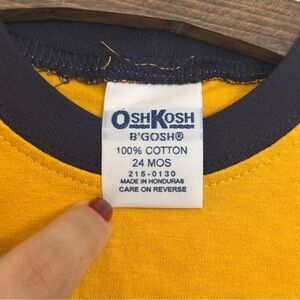 OSHKOSH
B'GOSH®
100% COTTON
24 MOS
215-0130
MADE IN HONDURAS
CARE ON REVERSE